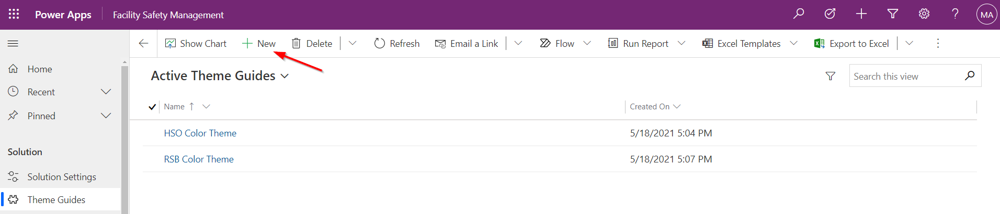 Power Apps Facility Safety Management MA
Show Chart New Delete Refresh Email a Link Flow Run Report Excel Templates Export to Excel
Home
Recent
Pinned
Solution
Solution Settings
Theme Guides
Active Theme Guides
Search this view
Name Created On
HSO Color Theme 5/18/2021 5:04 PM
RSB Color Theme 5/18/2021 5:07 PM